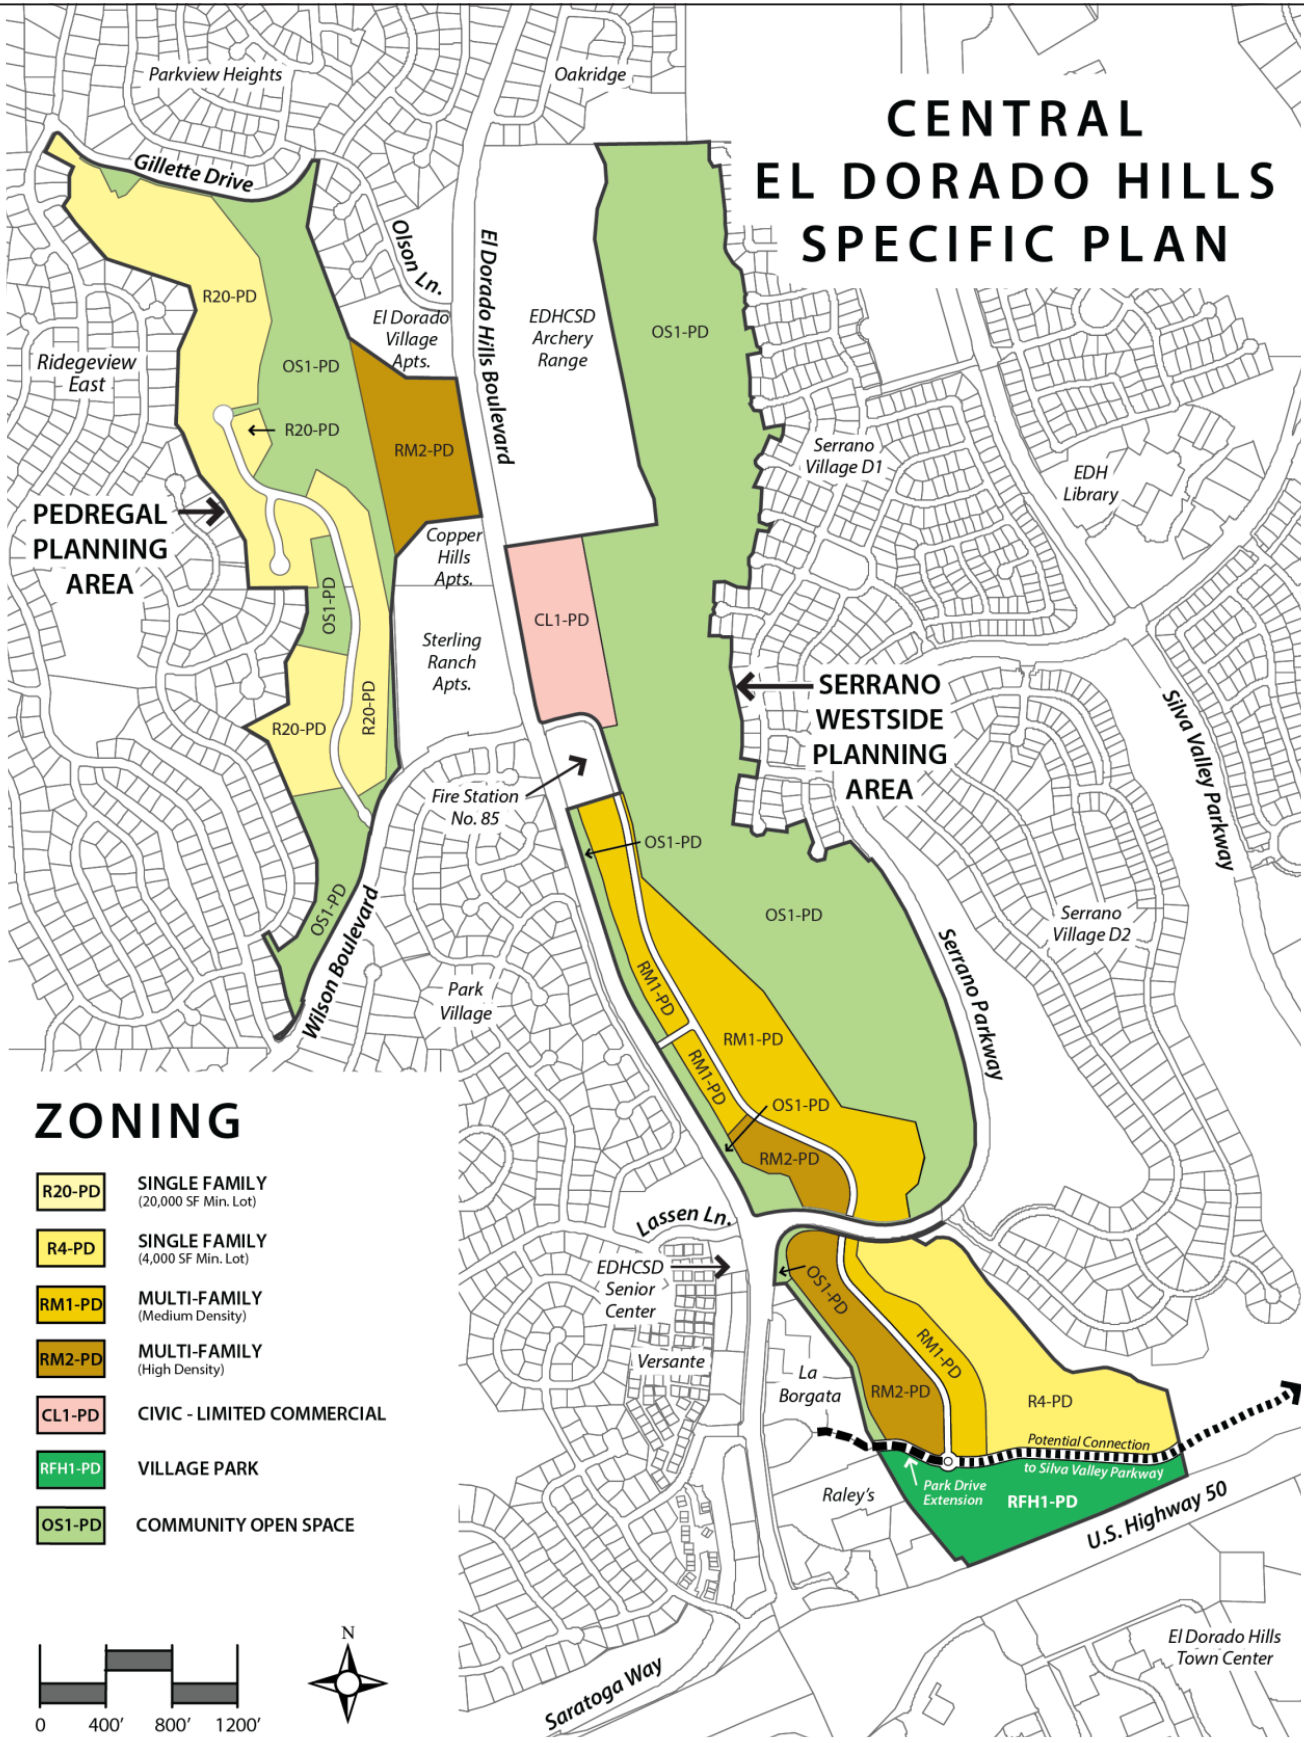 CENTRAL
EL DORADO HILLS
SPECIFIC PLAN
Parkview Heights
Oakridge
Gillette Drive
Olson Ln.
El Dorado Hills Boulevard
R20-PD
El Dorado
Village
Apts.
EDHCSD
Archery
Range
OS1-PD
Ridgeview
East
OS1-PD
R20-PD
RM2-PD
Serrano
Village D1
EDH
Library
PEDREGAL
PLANNING
AREA
Copper
Hills
Apts.
OS1-PD
CL1-PD
Sterling
Ranch
Apts.
R20-PD
R20-PD
SERRANO
WESTSIDE
PLANNING
AREA
Silva Valley Parkway
Fire Station
No. 85
OS1-PD
OS1-PD
OS1-PD
Serrano
Village D2
Wilson Boulevard
Park
Village
Serrano Parkway
RM1-PD
RM1-PD
RM1-PD
OS1-PD
RM2-PD
Lassen Ln.
EDHCSD
Senior
Center
OS1-PD
Versante
RM1-PD
La
Borgata
RM2-PD
R4-PD
Potential Connection
to Silva Valley Parkway
Park Drive
Extension
RFH1-PD
Raley's
U.S. Highway 50
El Dorado Hills
Town Center
Saratoga Way
ZONING
R20-PD
SINGLE FAMILY
(20,000 SF Min. Lot)
R4-PD
SINGLE FAMILY
(4,000 SF Min. Lot)
RM1-PD
MULTI-FAMILY
(Medium Density)
RM2-PD
MULTI-FAMILY
(High Density)
CL1-PD
CIVIC - LIMITED COMMERCIAL
RFH1-PD
VILLAGE PARK
OS1-PD
COMMUNITY OPEN SPACE
N
0 400' 800' 1200'